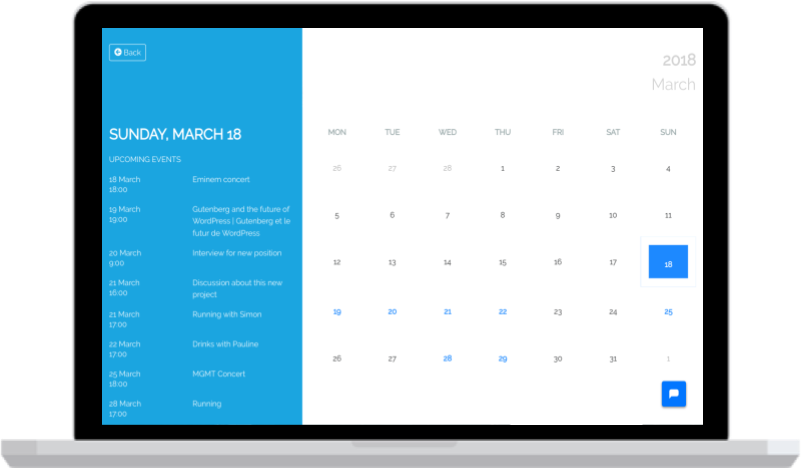 Back
2018
March
SUNDAY, MARCH 18
UPCOMING EVENTS
18 March
18:00
Eminem concert
19 March
19:00
Gutenberg and the future of
WordPress | Gutenberg et le
futur de WordPress
20 March
9:00
Interview for new position
21 March
16:00
Discussion about this new
project
21 March
17:00
Running with Simon
22 March
17:00
Drinks with Pauline
25 March
18:00
MGMT Concert
28 March
17:00
Running
MON TUE WED THU FRI SAT SUN
26 27 28 1 2 3 4
5 6 7 8 9 10 11
12 13 14 15 16 17 18
19 20 21 22 23 24 25
26 27 28 29 30 31 1